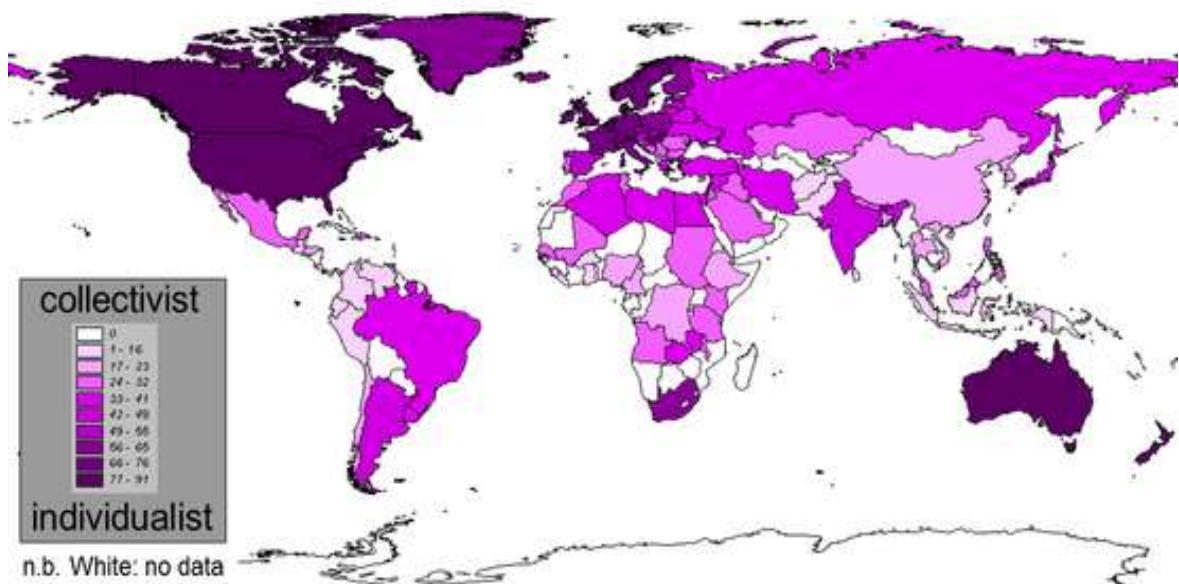 collectivist
0
1 - 16
17 - 23
24 - 32
33 - 41
42 - 48
49 - 55
56 - 65
66 - 76
77 - 91
individualist
n.b. White: no data